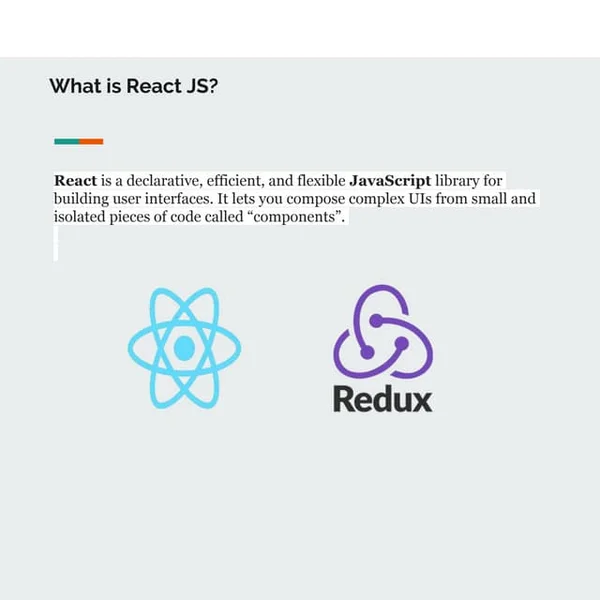 What is React JS?
React is a declarative, efficient, and flexible JavaScript library for
building user interfaces. It lets you compose complex UIs from small and
isolated pieces of code called “components”.
Redux